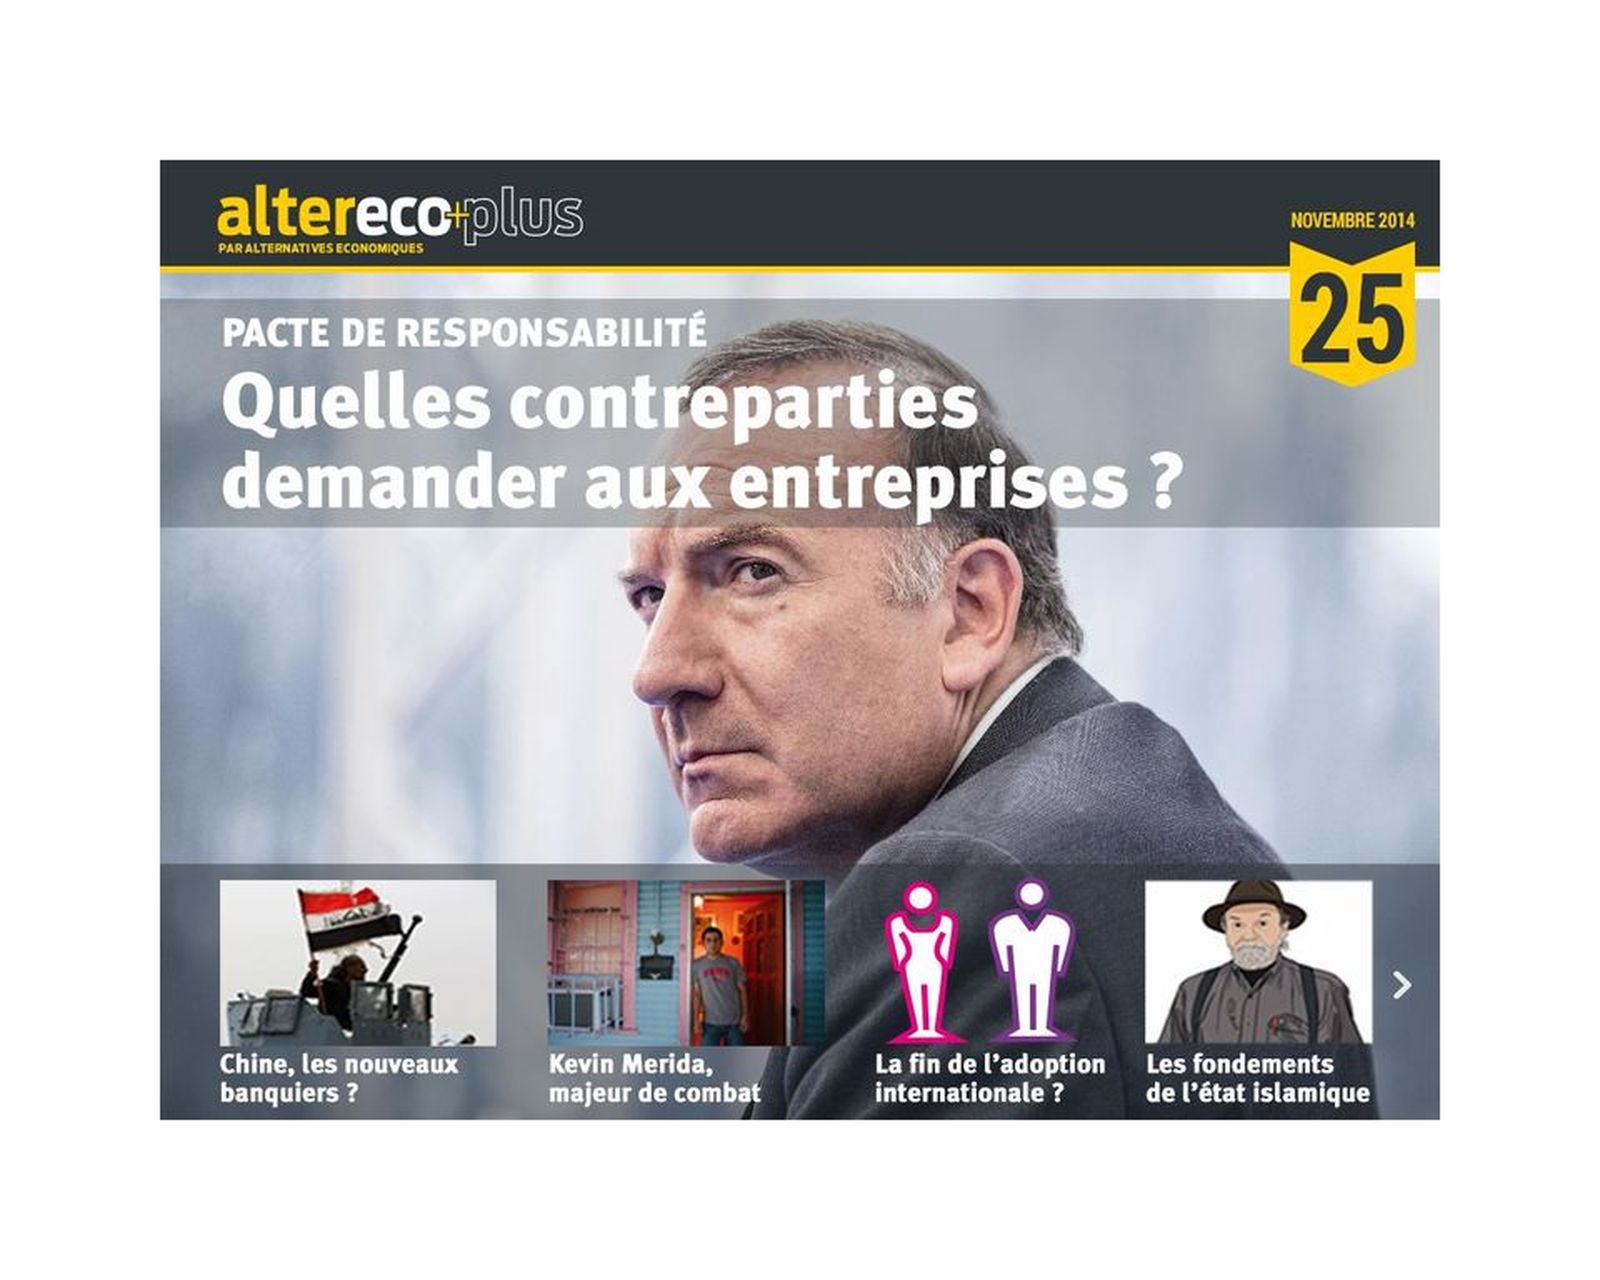 altereco+plus
PAR ALTERNATIVES ECONOMIQUES
NOVEMBRE 2014
25
PACTE DE RESPONSABILITÉ
Quelles contreparties
demander aux entreprises ?
Chine, les nouveaux
banquiers ?
Kevin Merida,
majeur de combat
La fin de l’adoption
internationale ?
Les fondements
de l’état islamique